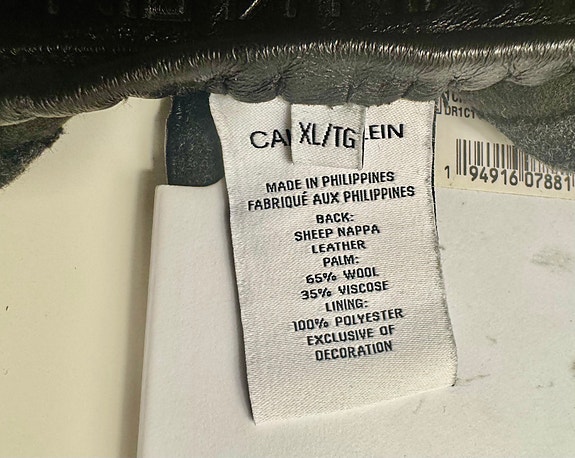 CA XL/TG LEIN
MADE IN PHILIPPINES
FABRIQUÉ AUX PHILIPPINES
BACK:
SHEEP NAPPA
LEATHER
PALM:
65% WOOL
35% VISCOSE
LINING:
100% POLYESTER
EXCLUSIVE OF
DECORATION
1 94916 07881